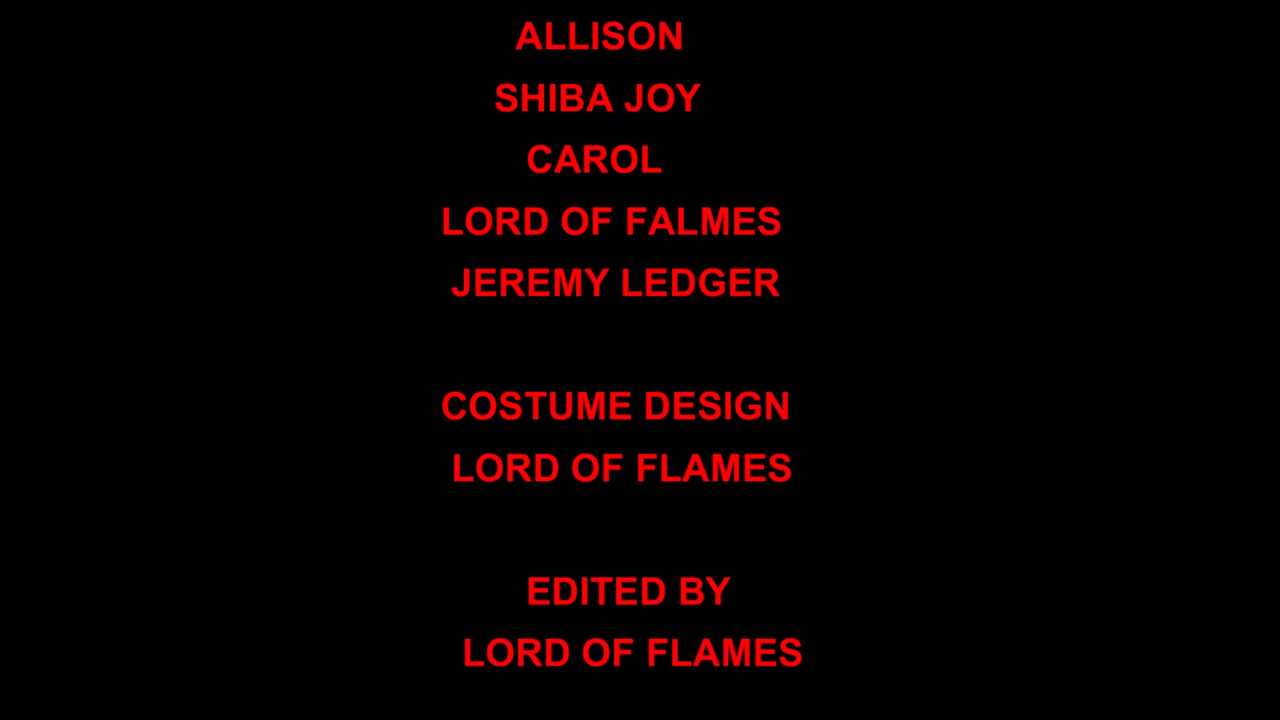 ALLISON
SHIBA JOY
CAROL
LORD OF FALMES
JEREMY LEDGER
COSTUME DESIGN
LORD OF FLAMES
EDITED BY
LORD OF FLAMES